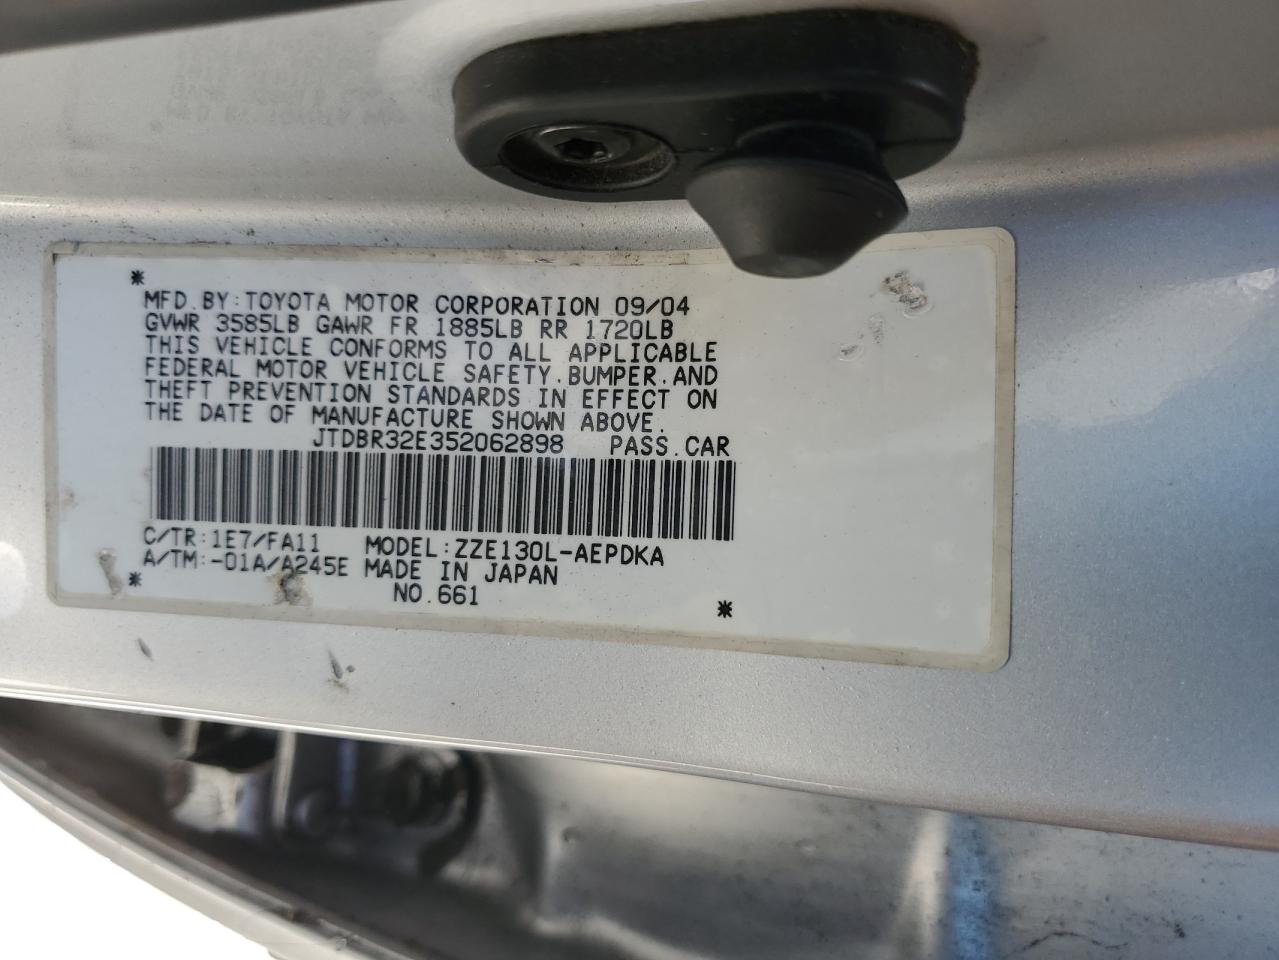 MFD.BY:TOYOTA MOTOR CORPORATION 09/04
GVWR 3585LB GAWR FR 1885LB RR 1720LB
THIS VEHICLE CONFORMS TO ALL APPLICABLE
FEDERAL MOTOR VEHICLE SAFETY.BUMPER.AND
THEFT PREVENTION STANDARDS IN EFFECT ON
THE DATE OF MANUFACTURE SHOWN ABOVE.
JTDBR32E352062898 PASS.CAR
C/TR:1E7/FA11 MODEL:ZZE130L-AEPDKA
A/TM:-01A/A245E MADE IN JAPAN
NO.661